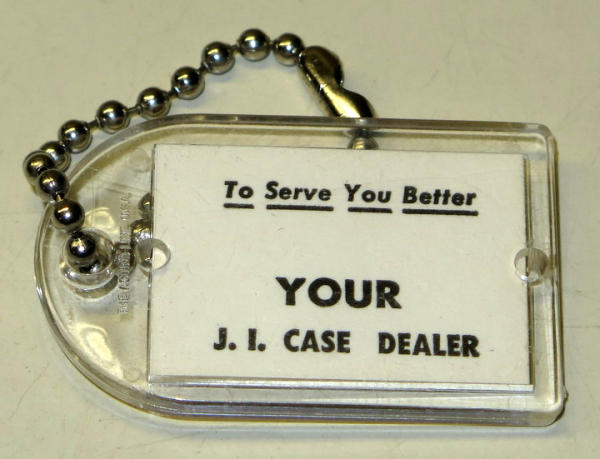 To Serve You Better
YOUR
J. I. CASE DEALER